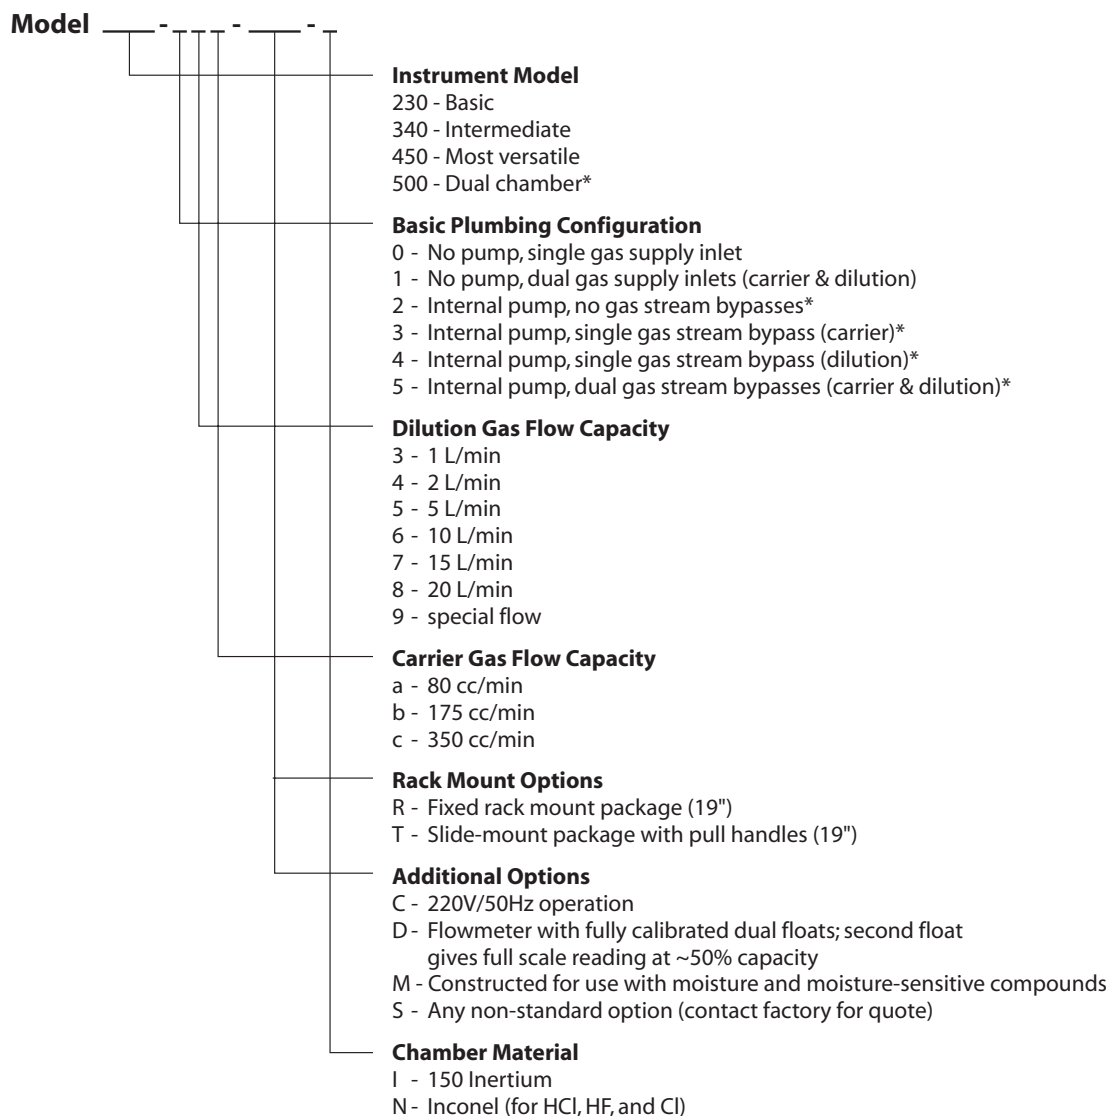 Model ____ - _ _ _ - ____ - _
Instrument Model
230 - Basic
340 - Intermediate
450 - Most versatile
500 - Dual chamber*
Basic Plumbing Configuration
0 - No pump, single gas supply inlet
1 - No pump, dual gas supply inlets (carrier & dilution)
2 - Internal pump, no gas stream bypasses*
3 - Internal pump, single gas stream bypass (carrier)*
4 - Internal pump, single gas stream bypass (dilution)*
5 - Internal pump, dual gas stream bypasses (carrier & dilution)*
Dilution Gas Flow Capacity
3 - 1 L/min
4 - 2 L/min
5 - 5 L/min
6 - 10 L/min
7 - 15 L/min
8 - 20 L/min
9 - special flow
Carrier Gas Flow Capacity
a - 80 cc/min
b - 175 cc/min
c - 350 cc/min
Rack Mount Options
R - Fixed rack mount package (19")
T - Slide-mount package with pull handles (19")
Additional Options
C - 220V/50Hz operation
D - Flowmeter with fully calibrated dual floats; second float
gives full scale reading at ~50% capacity
M - Constructed for use with moisture and moisture-sensitive compounds
S - Any non-standard option (contact factory for quote)
Chamber Material
I - 150 Inertium
N - Inconel (for HCl, HF, and Cl)